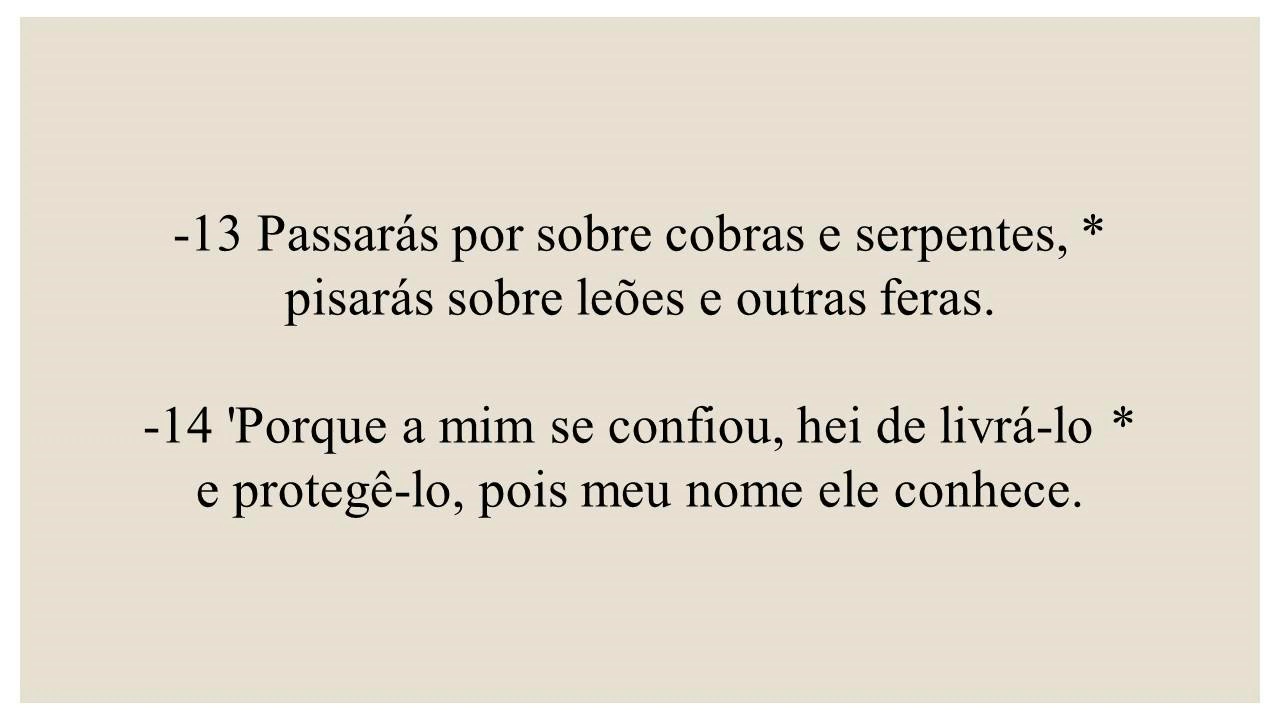 -13 Passarás por sobre cobras e serpentes, *
pisarás sobre leões e outras feras.
-14 'Porque a mim se confiou, hei de livrá-lo *
e protegê-lo, pois meu nome ele conhece.